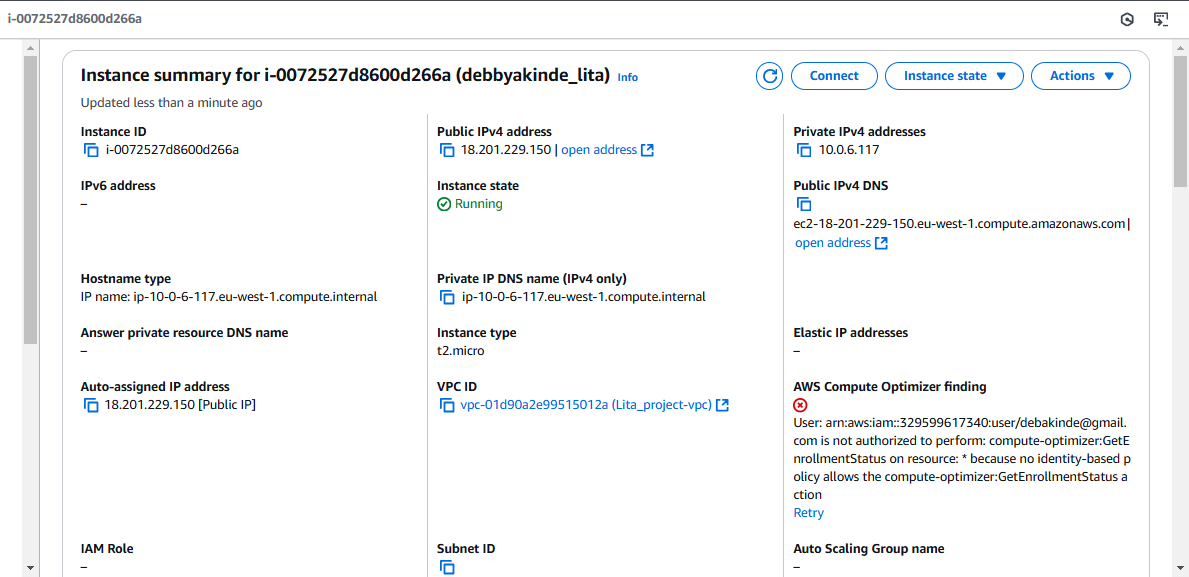 i-0072527d8600d266a
Instance summary for i-0072527d8600d266a (debbyakinde_lita) Info
Connect
Instance state
Actions
Updated less than a minute ago
Instance ID
i-0072527d8600d266a
Public IPv4 address
18.201.229.150 | open address
Private IPv4 addresses
10.0.6.117
IPv6 address
–
Instance state
Running
Public IPv4 DNS
ec2-18-201-229-150.eu-west-1.compute.amazonaws.com |
open address
Hostname type
IP name: ip-10-0-6-117.eu-west-1.compute.internal
Private IP DNS name (IPv4 only)
ip-10-0-6-117.eu-west-1.compute.internal
Answer private resource DNS name
–
Instance type
t2.micro
Elastic IP addresses
–
Auto-assigned IP address
18.201.229.150 [Public IP]
VPC ID
vpc-01d90a2e99515012a (Lita_project-vpc)
AWS Compute Optimizer finding
User: arn:aws:iam::329599617340:user/debakinde@gmail.
com is not authorized to perform: compute-optimizer:GetE
nrollmentStatus on resource: * because no identity-based p
olicy allows the compute-optimizer:GetEnrollmentStatus a
ction
Retry
IAM Role
–
Subnet ID
Auto Scaling Group name
–